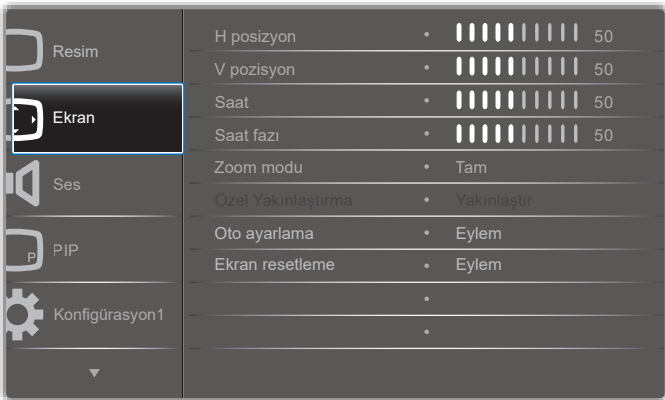 Resim
Ekran
Ses
PIP
Konfigürasyon1
H posizyon • 50
V pozisyon • 50
Saat • 50
Saat fazı • 50
Zoom modu • Tam
Özel Yakınlaştırma • Yakınlaştır
Oto ayarlama • Eylem
Ekran resetleme • Eylem
•
•
P